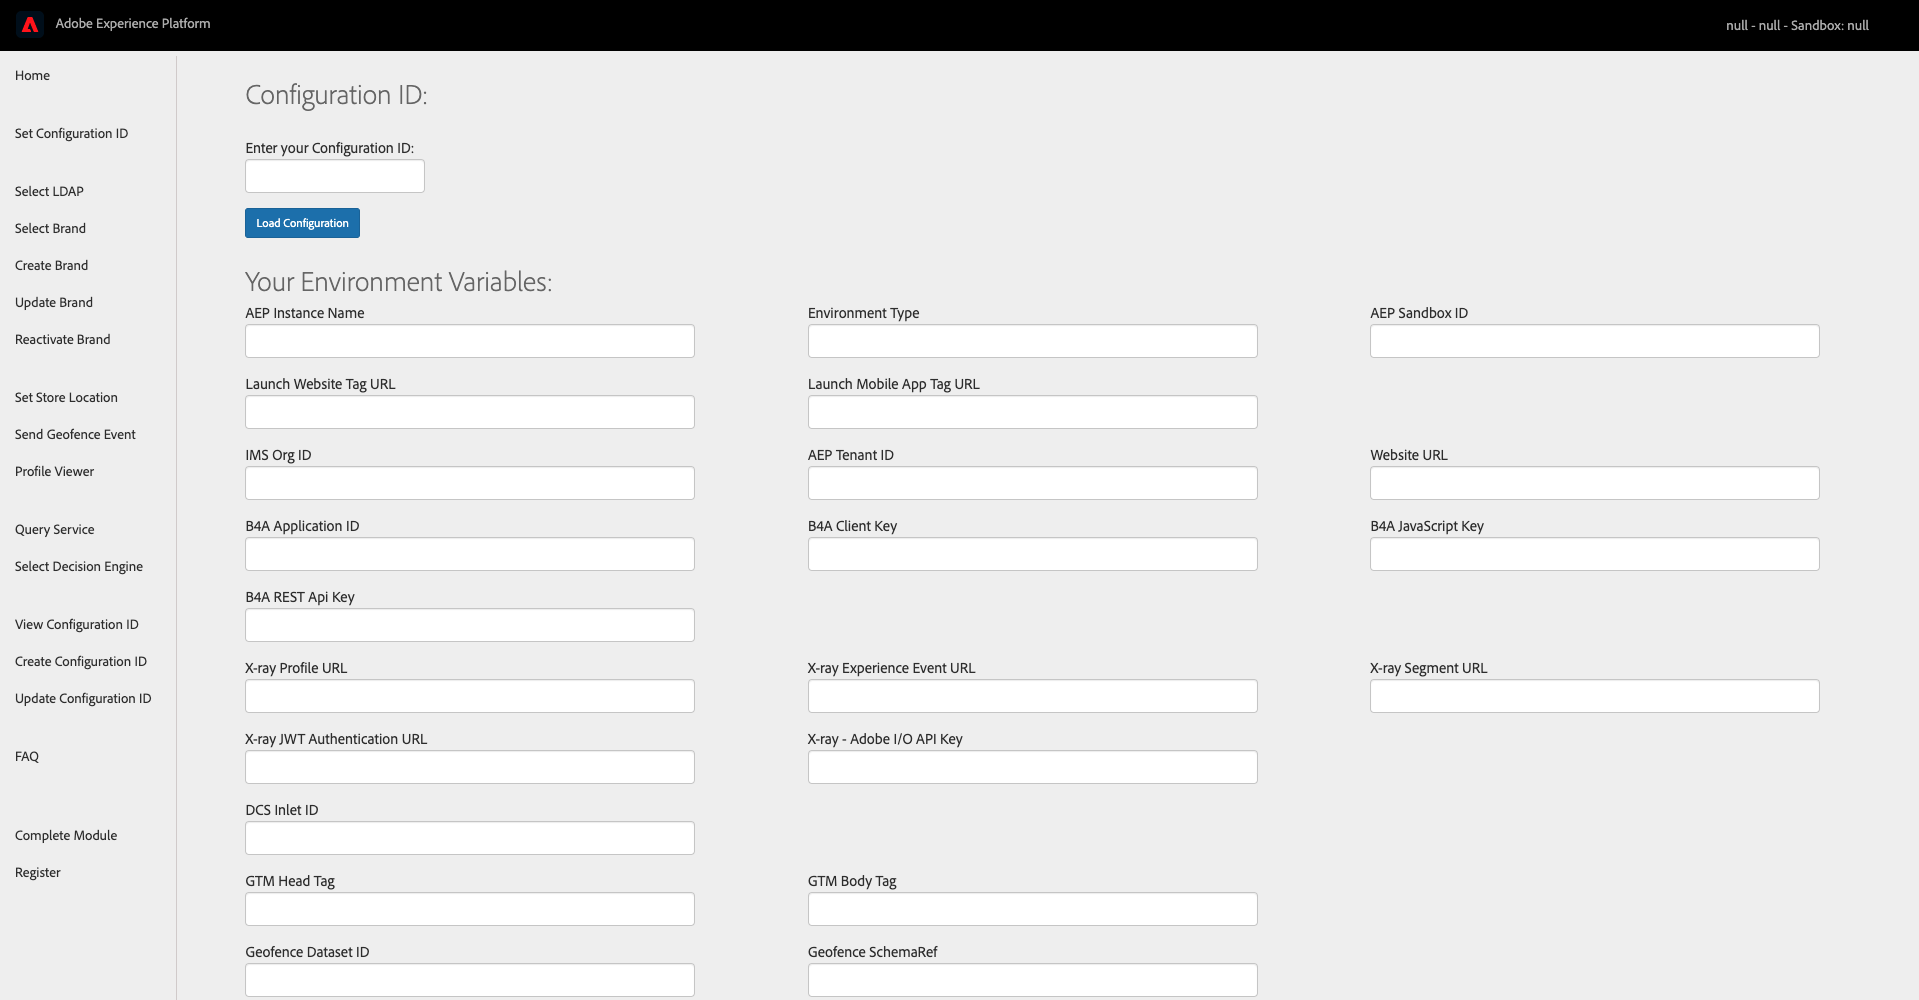 Adobe Experience Platform
null - null - Sandbox: null
Home
Set Configuration ID
Select LDAP
Select Brand
Create Brand
Update Brand
Reactivate Brand
Set Store Location
Send Geofence Event
Profile Viewer
Query Service
Select Decision Engine
View Configuration ID
Create Configuration ID
Update Configuration ID
FAQ
Complete Module
Register
Configuration ID:
Enter your Configuration ID:
Load Configuration
Your Environment Variables:
AEP Instance Name
Environment Type
AEP Sandbox ID
Launch Website Tag URL
Launch Mobile App Tag URL
IMS Org ID
AEP Tenant ID
Website URL
B4A Application ID
B4A Client Key
B4A JavaScript Key
B4A REST Api Key
X-ray Profile URL
X-ray Experience Event URL
X-ray Segment URL
X-ray JWT Authentication URL
X-ray - Adobe I/O API Key
DCS Inlet ID
GTM Head Tag
GTM Body Tag
Geofence Dataset ID
Geofence SchemaRef